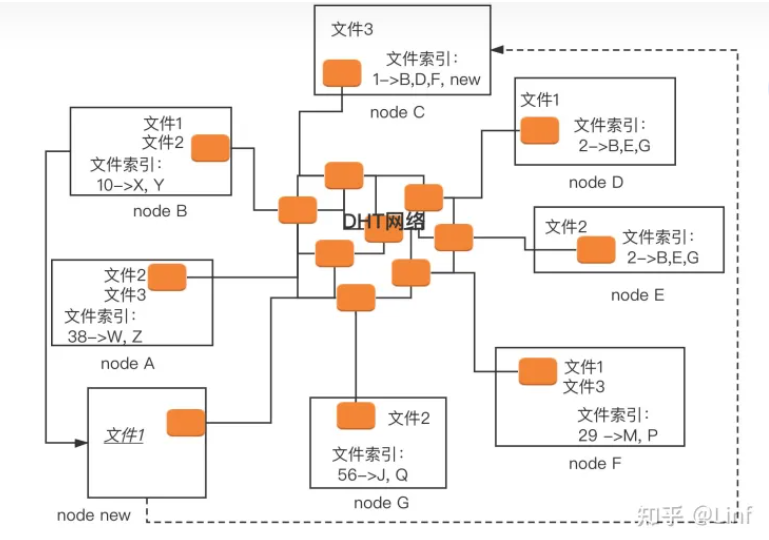 文件3
文件索引：
1->B,D,F, new
node C
文件1
文件索引：
2->B,E,G
node D
文件1
文件2
文件索引：
10->X, Y
node B
DHT网络
文件2
文件索引：
2->B,E,G
node E
文件2
文件3
文件索引：
38->W, Z
node A
文件1
文件3
文件索引：
29 ->M, P
node F
文件1
node new
文件2
文件索引：
56->J, Q
node G
知乎 @Linf